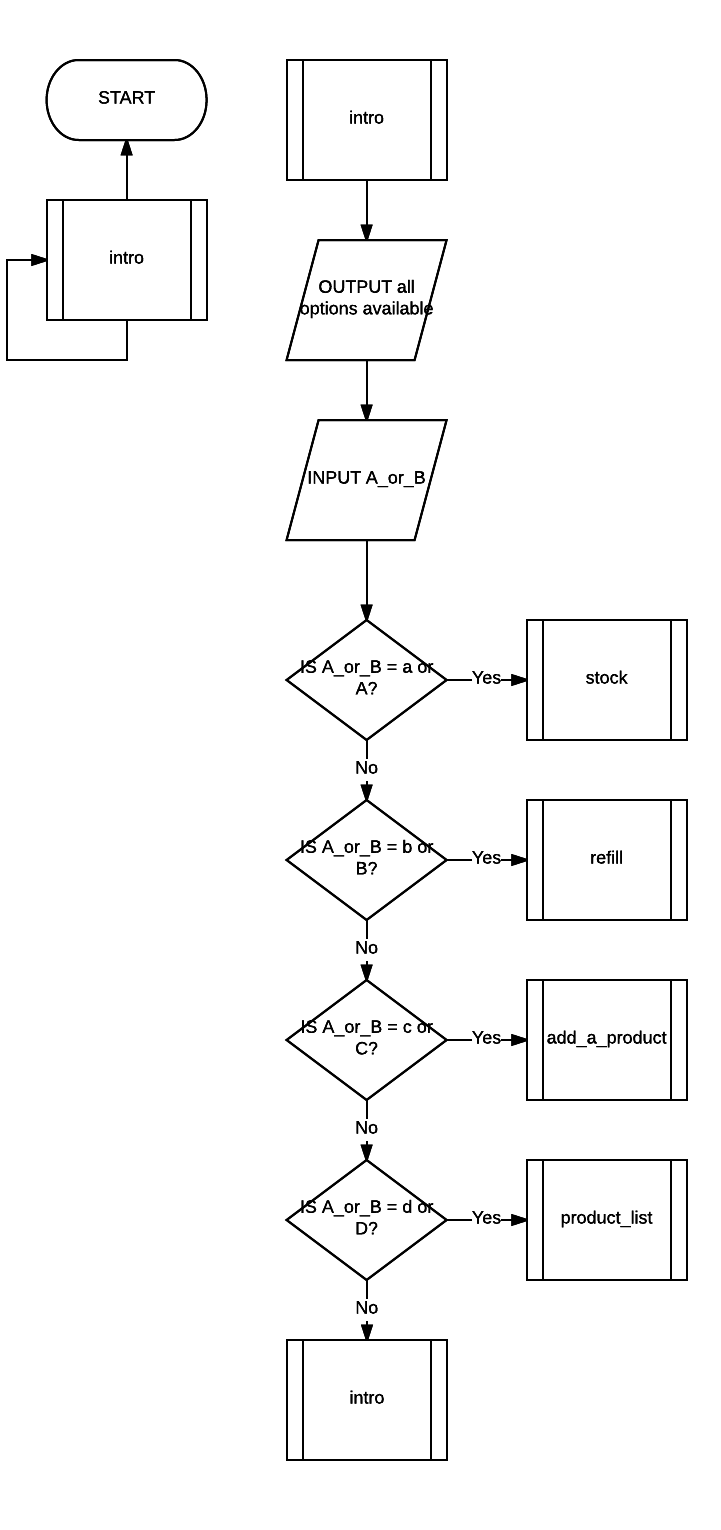 START
intro
intro
OUTPUT all
options available
INPUT A_or_B
IS A_or_B = a or
A?
Yes
stock
No
IS A_or_B = b or
B?
Yes
refill
No
IS A_or_B = c or
C?
Yes
add_a_product
No
IS A_or_B = d or
D?
Yes
product_list
No
intro